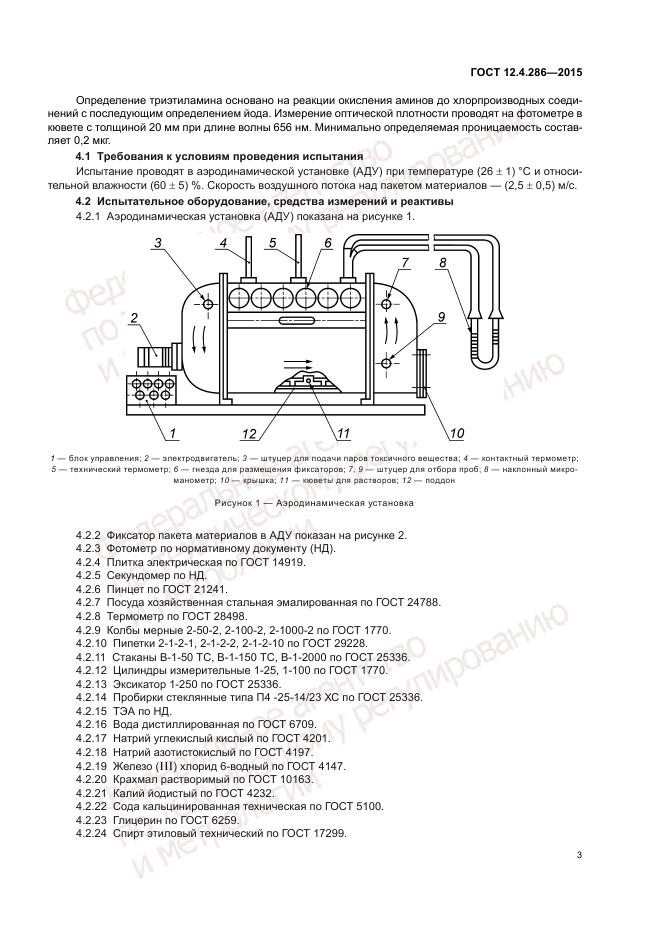 ГОСТ 12.4.286—2015
Определение триэтиламина основано на реакции окисления аминов до хлорпроизводных соеди-
нений с последующим определением йода. Измерение оптической плотности проводят на фотометре в
кювете с толщиной 20 мм при длине волны 656 нм. Минимально определяемая проницаемость состав-
ляет 0,2 мкг.
4.1 Требования к условиям проведения испытания
Испытание проводят в аэродинамической установке (АДУ) при температуре (26 ± 1) °С и относи-
тельной влажности (60 ± 5) %. Скорость воздушного потока над пакетом материалов — (2,5 ± 0,5) м/с.
4.2 Испытательное оборудование, средства измерений и реактивы
4.2.1 Аэродинамическая установка (АДУ) показана на рисунке 1.
3 4 5 6 7 8
2 9
1 12 11 10
1 — блок управления; 2 — электродвигатель; 3 — штуцер для подачи паров токсичного вещества; 4 — контактный термометр;
5 — технический термометр; 6 — гнезда для размещения фиксаторов; 7, 9 — штуцер для отбора проб; 8 — наклонный микро-
манометр; 10 — крышка; 11 — кюветы для растворов; 12 — поддон
Рисунок 1 — Аэродинамическая установка
4.2.2 Фиксатор пакета материалов в АДУ показан на рисунке 2.
4.2.3 Фотометр по нормативному документу (НД).
4.2.4 Плитка электрическая по ГОСТ 14919.
4.2.5 Секундомер по НД.
4.2.6 Пинцет по ГОСТ 21241.
4.2.7 Посуда хозяйственная стальная эмалированная по ГОСТ 24788.
4.2.8 Термометр по ГОСТ 28498.
4.2.9 Колбы мерные 2-50-2, 2-100-2, 2-1000-2 по ГОСТ 1770.
4.2.10 Пипетки 2-1-2-1, 2-1-2-2, 2-1-2-10 по ГОСТ 29228.
4.2.11 Стаканы В-1-50 ТС, В-1-150 ТС, В-1-2000 по ГОСТ 25336.
4.2.12 Цилиндры измерительные 1-25, 1-100 по ГОСТ 1770.
4.2.13 Эксикатор 1-250 по ГОСТ 25336.
4.2.14 Пробирки стеклянные типа П4 -25-14/23 ХС по ГОСТ 25336.
4.2.15 ТЭА по НД.
4.2.16 Вода дистиллированная по ГОСТ 6709.
4.2.17 Натрий углекислый кислый по ГОСТ 4201.
4.2.18 Натрий азотистокислый по ГОСТ 4197.
4.2.19 Железо (III) хлорид 6-водный по ГОСТ 4147.
4.2.20 Крахмал растворимый по ГОСТ 10163.
4.2.21 Калий йодистый по ГОСТ 4232.
4.2.22 Сода кальцинированная техническая по ГОСТ 5100.
4.2.23 Глицерин по ГОСТ 6259.
4.2.24 Спирт этиловый технический по ГОСТ 17299.
3